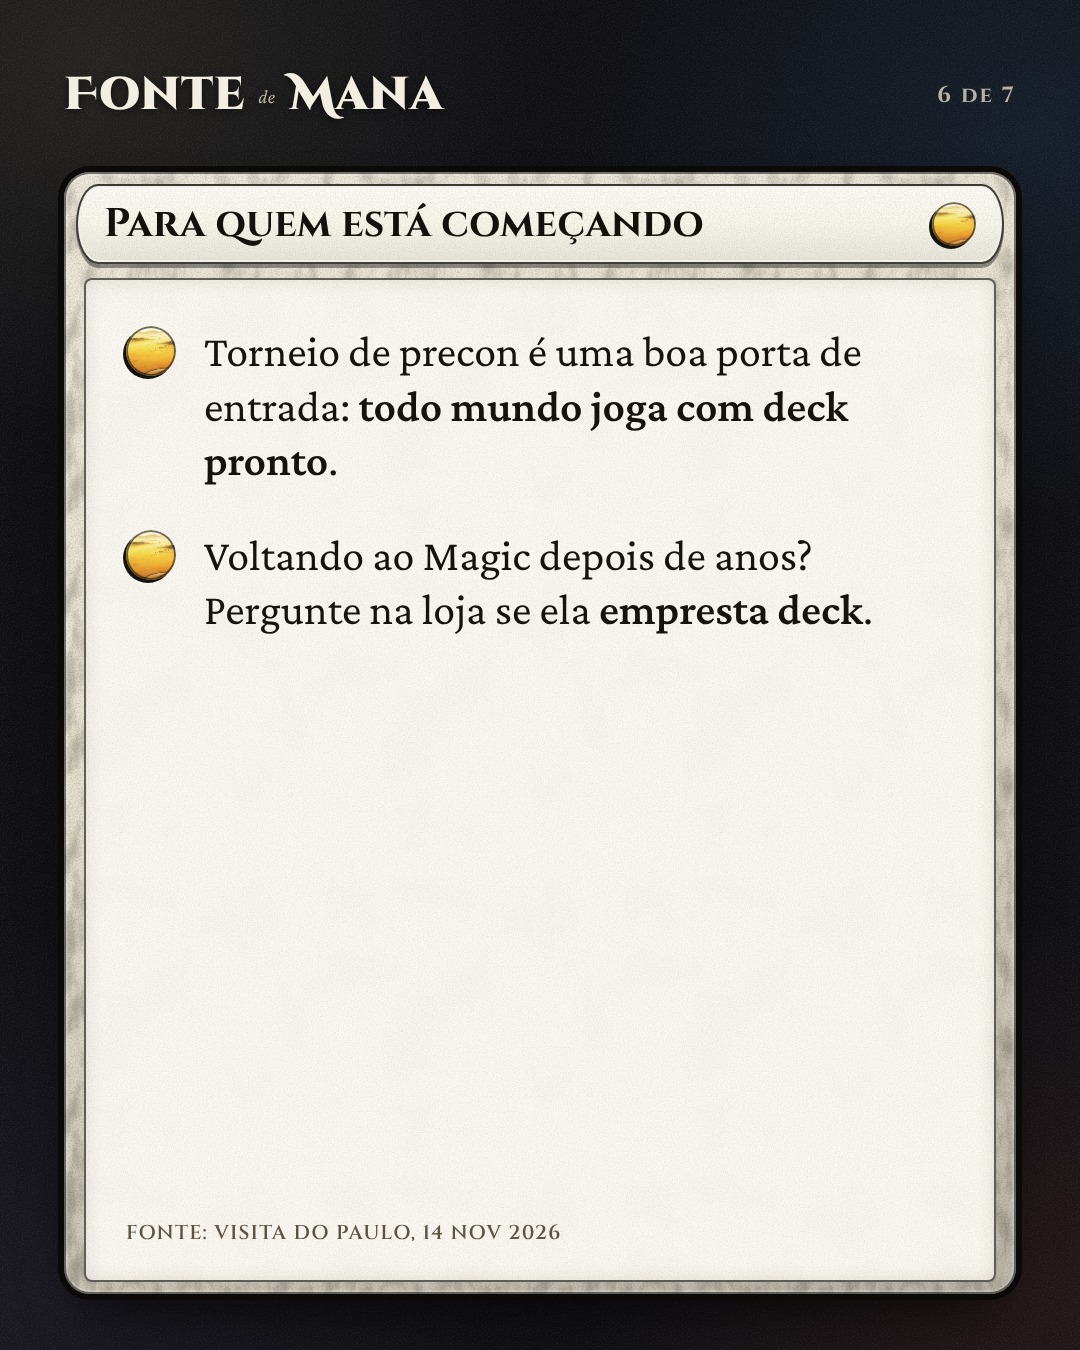 Fonte de Mana
6 de 7
Para quem está começando
Torneio de precon é uma boa porta de
entrada: todo mundo joga com deck
pronto.
Voltando ao Magic depois de anos?
Pergunte na loja se ela empresta deck.
FONTE: VISITA DO PAULO, 14 NOV 2026